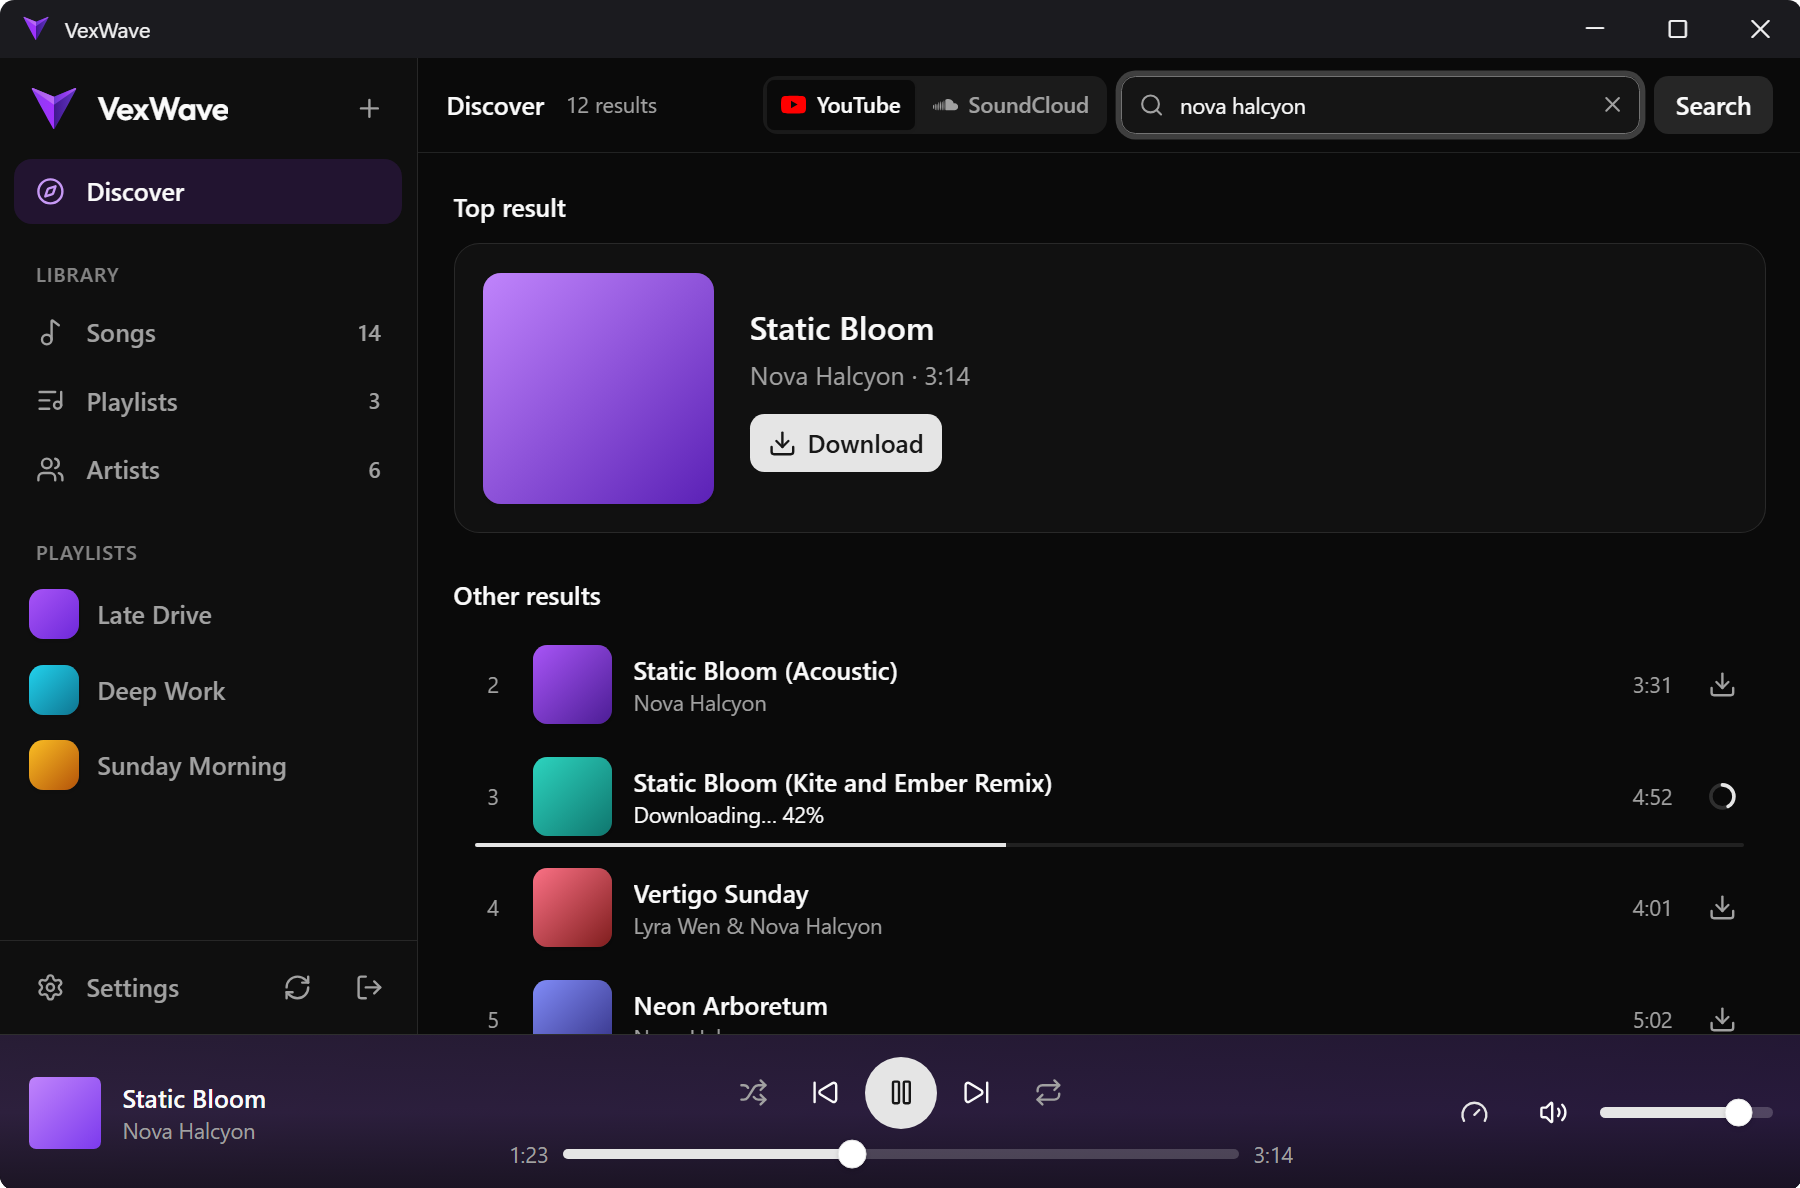 VexWave
VexWave
Discover
LIBRARY
Songs 14
Playlists 3
Artists 6
PLAYLISTS
Late Drive
Deep Work
Sunday Morning
Settings
Discover 12 results YouTube SoundCloud nova halcyon Search
Top result
Static Bloom
Nova Halcyon · 3:14
Download
Other results
2 Static Bloom (Acoustic) 3:31
Nova Halcyon
3 Static Bloom (Kite and Ember Remix) 4:52
Downloading... 42%
4 Vertigo Sunday 4:01
Lyra Wen & Nova Halcyon
5 Neon Arboretum 5:02
Static Bloom
Nova Halcyon
1:23 3:14